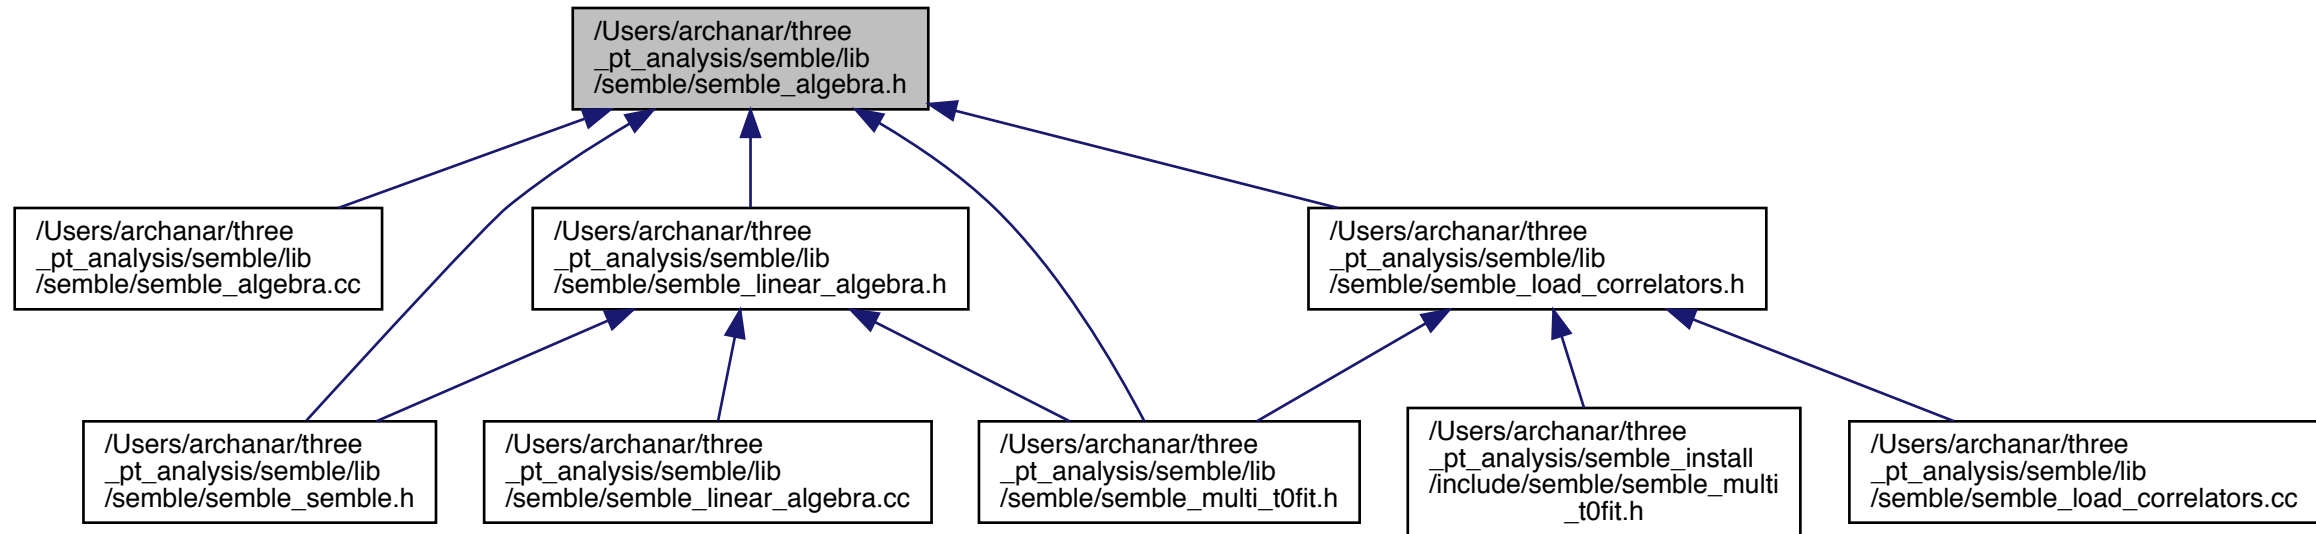 /Users/archanar/three
_pt_analysis/semble/lib
/semble/semble_algebra.h
/Users/archanar/three
_pt_analysis/semble/lib
/semble/semble_algebra.cc
/Users/archanar/three
_pt_analysis/semble/lib
/semble/semble_linear_algebra.h
/Users/archanar/three
_pt_analysis/semble/lib
/semble/semble_load_correlators.h
/Users/archanar/three
_pt_analysis/semble/lib
/semble/semble_semble.h
/Users/archanar/three
_pt_analysis/semble/lib
/semble/semble_linear_algebra.cc
/Users/archanar/three
_pt_analysis/semble/lib
/semble/semble_multi_t0fit.h
/Users/archanar/three
_pt_analysis/semble_install
/include/semble/semble_multi
_t0fit.h
/Users/archanar/three
_pt_analysis/semble/lib
/semble/semble_load_correlators.cc